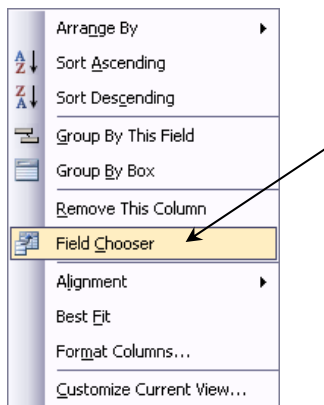 Arrange By
Sort Ascending
Sort Descending
Group By This Field
Group By Box
Remove This Column
Field Chooser
Alignment
Best Fit
Format Columns...
Customize Current View...